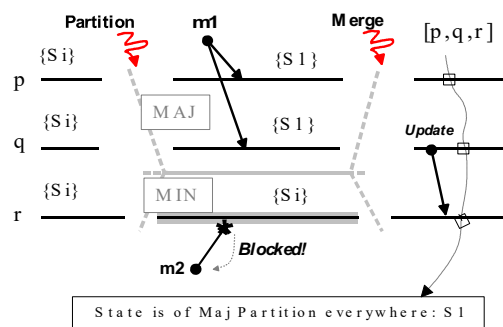 Partition m1 Merge [p,q,r]
{Si} {S1}
p
MAJ
{Si} {S1} Update
q
{Si} MIN {Si}
r
Blocked!
m2
State is of Maj Partition everywhere: S1